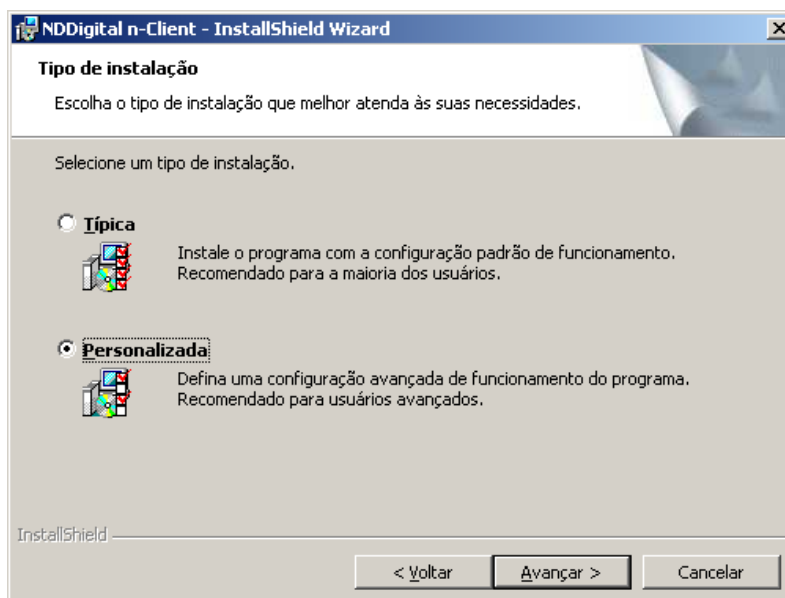 NDDigital n-Client - InstallShield Wizard
Tipo de instalação
Escolha o tipo de instalação que melhor atenda às suas necessidades.
Selecione um tipo de instalação.
Típica
Instale o programa com a configuração padrão de funcionamento.
Recomendado para a maioria dos usuários.
Personalizada
Defina uma configuração avançada de funcionamento do programa.
Recomendado para usuários avançados.
InstallShield
< Voltar
Avançar >
Cancelar